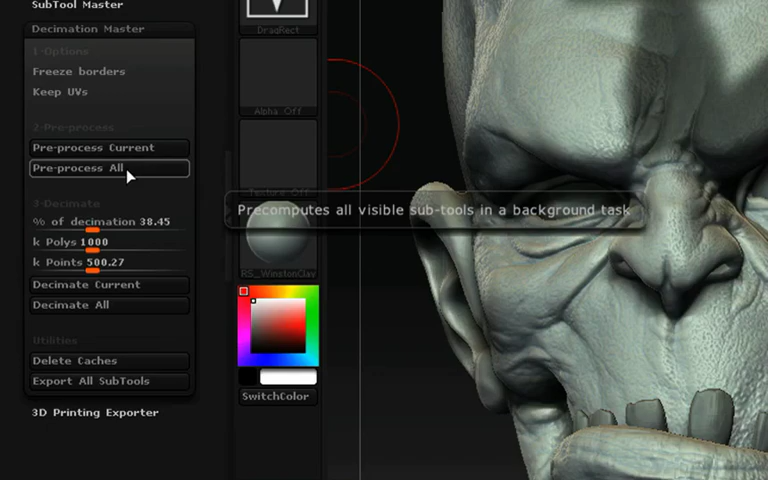 SubTool Master
Decimation Master
1-Options
Freeze borders
Keep UVs
2-Pre-process
Pre-process Current
Pre-process All
3-Decimate
% of decimation 38.45
k Polys 1000
k Points 500.27
Decimate Current
Decimate All
Utilities
Delete Caches
Export All SubTools
3D Printing Exporter
DragRect
Alpha Off
Texture Off
Precomputes all visible sub-tools in a background task
RS_WinstonClay
SwitchColor